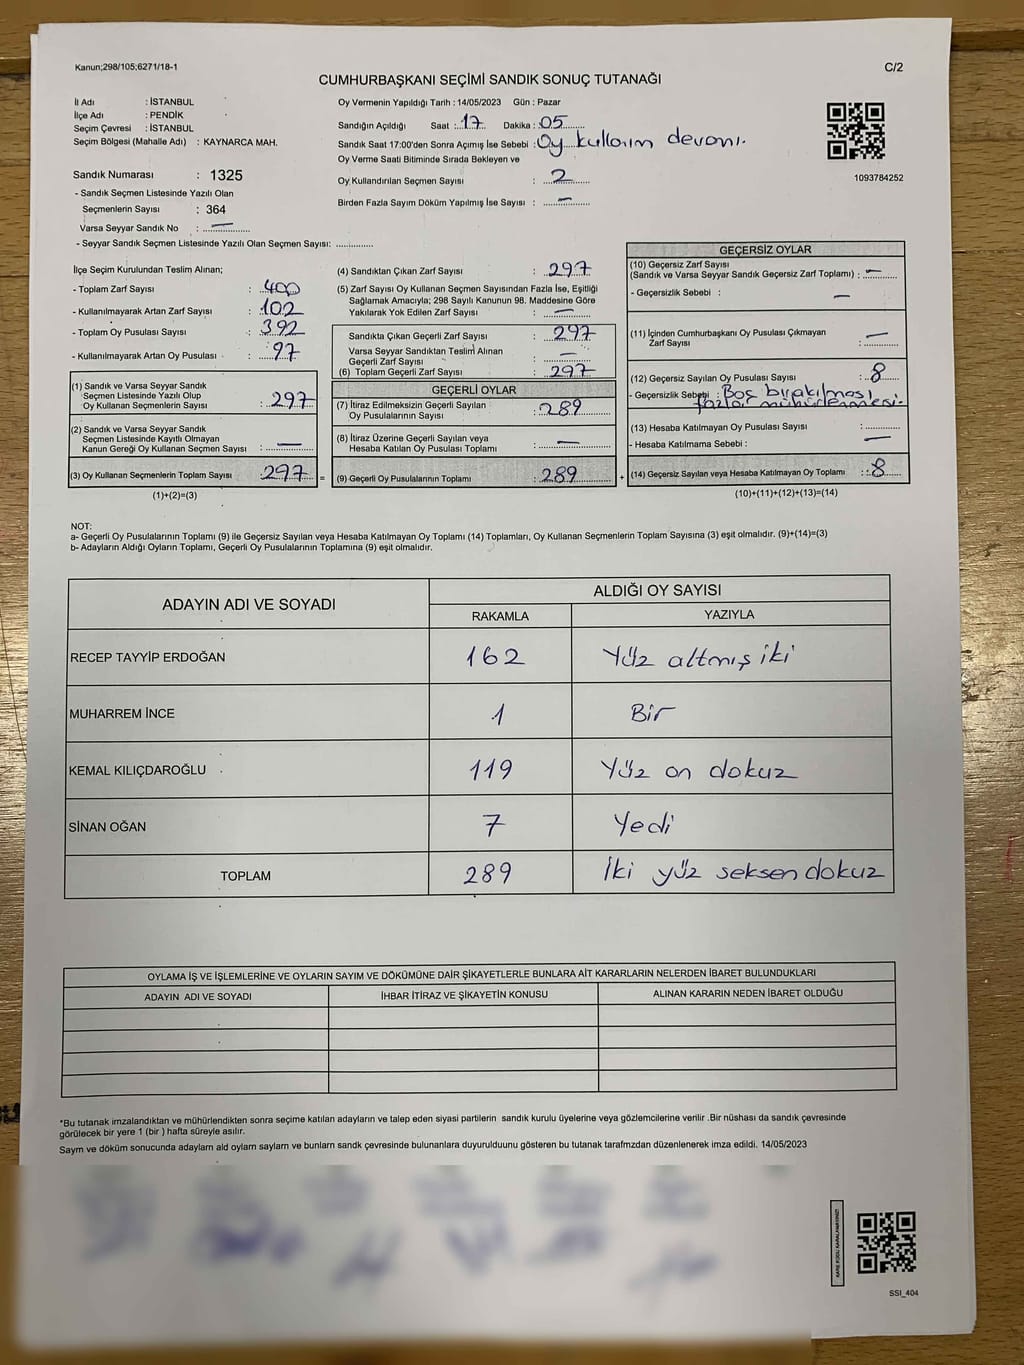 Kanun;298/105;6271/18-1
C/2
CUMHURBAŞKANI SEÇİMİ SANDIK SONUÇ TUTANAĞI
İl Adı : İSTANBUL
İlçe Adı : PENDİK
Seçim Çevresi : İSTANBUL
Seçim Bölgesi (Mahalle Adı) : KAYNARCA MAH.
Sandık Numarası : 1325
- Sandık Seçmen Listesinde Yazılı Olan
Seçmenlerin Sayısı : 364
Varsa Seyyar Sandık No : —
- Seyyar Sandık Seçmen Listesinde Yazılı Olan Seçmen Sayısı: ..............
Oy Vermenin Yapıldığı Tarih : 14/05/2023 Gün : Pazar
Sandığın Açıldığı Saat : 17 Dakika : 05
Sandık Saat 17:00'den Sonra Açımış İse Sebebi : Oy kullanım devamı.
Oy Verme Saati Bitiminde Sırada Bekleyen ve
Oy Kullandırılan Seçmen Sayısı : 2
Birden Fazla Sayım Döküm Yapılmış İse Sayısı : —
1093784252
İlçe Seçim Kurulundan Teslim Alınan;
- Toplam Zarf Sayısı : 400
- Kullanılmayarak Artan Zarf Sayısı : 102
- Toplam Oy Pusulası Sayısı : 392
- Kullanılmayarak Artan Oy Pusulası : 97
(1) Sandık ve Varsa Seyyar Sandık
Seçmen Listesinde Yazılı Olup
Oy Kullanan Seçmenlerin Sayısı : 297
(2) Sandık ve Varsa Seyyar Sandık
Seçmen Listesinde Kayıtlı Olmayan
Kanun Gereği Oy Kullanan Seçmen Sayısı : —
(3) Oy Kullanan Seçmenlerin Toplam Sayısı : 297
(1)+(2)=(3)
(4) Sandıktan Çıkan Zarf Sayısı : 297
(5) Zarf Sayısı Oy Kullanan Seçmen Sayısından Fazla İse, Eşitliği
Sağlamak Amacıyla; 298 Sayılı Kanunun 98. Maddesine Göre
Yakılarak Yok Edilen Zarf Sayısı : —
Sandıkta Çıkan Geçerli Zarf Sayısı : 297
Varsa Seyyar Sandıktan Teslim Alınan
Geçerli Zarf Sayısı : —
(6) Toplam Geçerli Zarf Sayısı : 297
GEÇERLİ OYLAR
(7) İtiraz Edilmeksizin Geçerli Sayılan
Oy Pusulalarının Sayısı : 289
(8) İtiraz Üzerine Geçerli Sayılan veya
Hesaba Katılan Oy Pusulası Toplamı : —
= (9) Geçerli Oy Pusulalarının Toplamı : 289 +
GEÇERSİZ OYLAR
(10) Geçersiz Zarf Sayısı
(Sandık ve Varsa Seyyar Sandık Geçersiz Zarf Toplamı) : —
- Geçersizlik Sebebi : —
(11) İçinden Cumhurbaşkanı Oy Pusulası Çıkmayan
Zarf Sayısı : —
(12) Geçersiz Sayılan Oy Pusulası Sayısı : 8
- Geçersizlik Sebebi : Boş bırakılması
fazla mühürlenmesi.
(13) Hesaba Katılmayan Oy Pusulası Sayısı : ..............
- Hesaba Katılmama Sebebi : —
(14) Geçersiz Sayılan veya Hesaba Katılmayan Oy Toplamı : 8
(10)+(11)+(12)+(13)=(14)
NOT:
a- Geçerli Oy Pusulalarının Toplamı (9) ile Geçersiz Sayılan veya Hesaba Katılmayan Oy Toplamı (14) Toplamları, Oy Kullanan Seçmenlerin Toplam Sayısına (3) eşit olmalıdır. (9)+(14)=(3)
b- Adayların Aldığı Oyların Toplamı, Geçerli Oy Pusulalarının Toplamına (9) eşit olmalıdır.
ADAYIN ADI VE SOYADI ALDIĞI OY SAYISI
RAKAMLA YAZIYLA
RECEP TAYYİP ERDOĞAN 162 Yüz altmış iki
MUHARREM İNCE 1 Bir
KEMAL KILIÇDAROĞLU 119 Yüz on dokuz
SİNAN OĞAN 7 Yedi
TOPLAM 289 İki yüz seksen dokuz
OYLAMA İŞ VE İŞLEMLERİNE VE OYLARIN SAYIM VE DÖKÜMÜNE DAİR ŞİKAYETLERLE BUNLARA AİT KARARLARIN NELERDEN İBARET BULUNDUKLARI
ADAYIN ADI VE SOYADI İHBAR İTİRAZ VE ŞİKAYETİN KONUSU ALINAN KARARIN NEDEN İBARET OLDUĞU
*Bu tutanak imzalandıktan ve mühürlendikten sonra seçime katılan adayların ve talep eden siyasi partilerin sandık kurulu üyelerine veya gözlemcilerine verilir .Bir nüshası da sandık çevresinde
görülecek bir yere 1 (bir ) hafta süreyle asılır.
Sayım ve döküm sonucunda adayların ald oyların sayların ve bunların sandk çevresinde bulunanlara duyurulduunu gösteren bu tutanak tarafmzdan düzenlenerek imza edildi. 14/05/2023
SSI_404